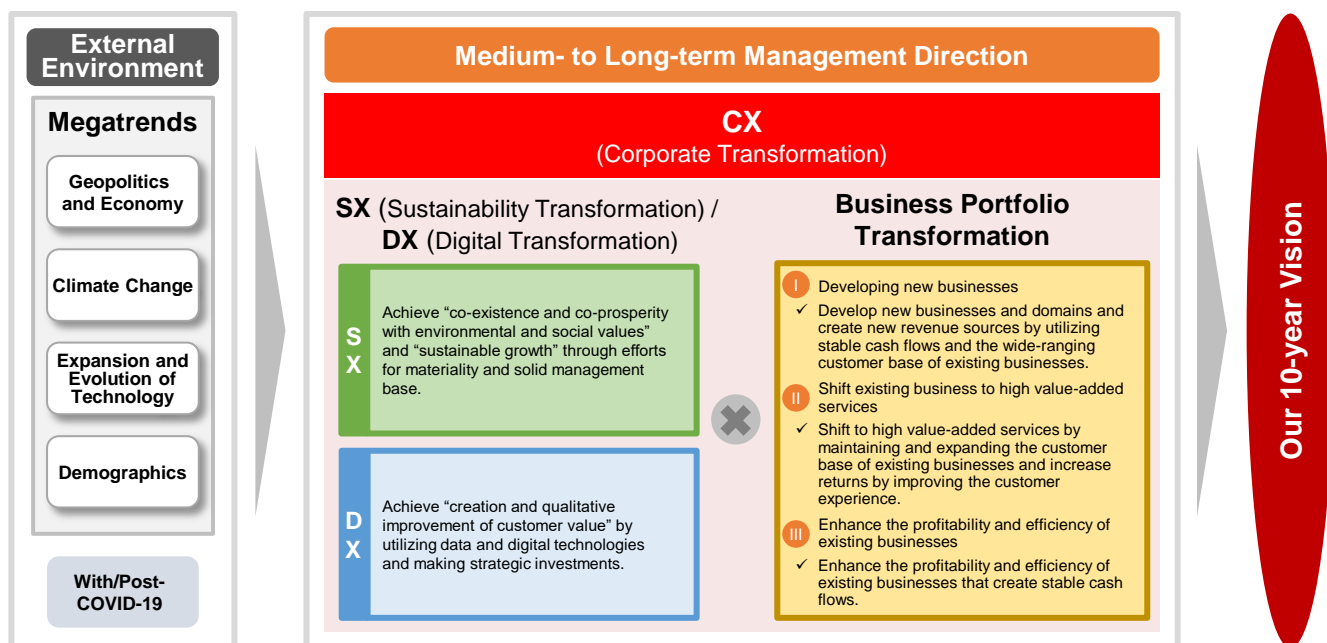 External
Environment
Megatrends
Geopolitics
and Economy
Climate Change
Expansion and
Evolution of
Technology
Demographics
With/Post-
COVID-19
Medium- to Long-term Management Direction
CX
(Corporate Transformation)
SX (Sustainability Transformation) /
DX (Digital Transformation)
S
X
Achieve “co-existence and co-prosperity
with environmental and social values”
and “sustainable growth” through efforts
for materiality and solid management
base.
D
X
Achieve “creation and qualitative
improvement of customer value” by
utilizing data and digital technologies
and making strategic investments.
Business Portfolio
Transformation
I Developing new businesses
✓ Develop new businesses and domains and
create new revenue sources by utilizing
stable cash flows and the wide-ranging
customer base of existing businesses.
II Shift existing business to high value-added
services
✓ Shift to high value-added services by
maintaining and expanding the customer
base of existing businesses and increase
returns by improving the customer
experience.
III Enhance the profitability and efficiency of
existing businesses
✓ Enhance the profitability and efficiency of
existing businesses that create stable cash
flows.
Our 10-year Vision